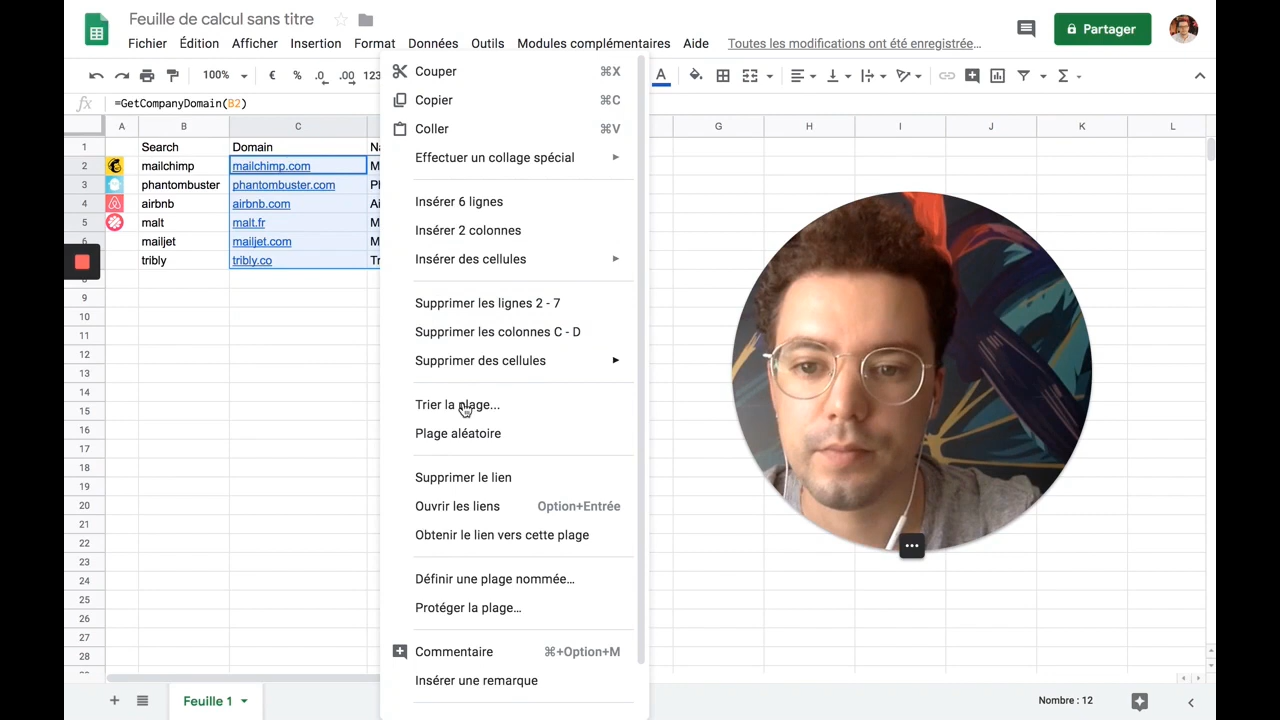 Feuille de calcul sans titre
Fichier Édition Afficher Insertion Format Données Outils Modules complémentaires Aide Toutes les modifications ont été enregistrée…
Partager
100% € % .0 .00 123
fx =GetCompanyDomain(B2)
A B C G H I J K L
1 Search Domain
2 mailchimp mailchimp.com M
3 phantombuster phantombuster.com
4 airbnb airbnb.com
5 malt malt.fr M
6 mailjet mailjet.com M
tribly tribly.co
9
10
11
12
13
14
15
16
17
18
19
20
21
22
23
24
25
26
27
28
Couper ⌘X
Copier ⌘C
Coller ⌘V
Effectuer un collage spécial
Insérer 6 lignes
Insérer 2 colonnes
Insérer des cellules
Supprimer les lignes 2 - 7
Supprimer les colonnes C - D
Supprimer des cellules
Trier la plage...
Plage aléatoire
Supprimer le lien
Ouvrir les liens Option+Entrée
Obtenir le lien vers cette plage
Définir une plage nommée...
Protéger la plage...
Commentaire ⌘+Option+M
Insérer une remarque
Feuille 1
Nombre : 12